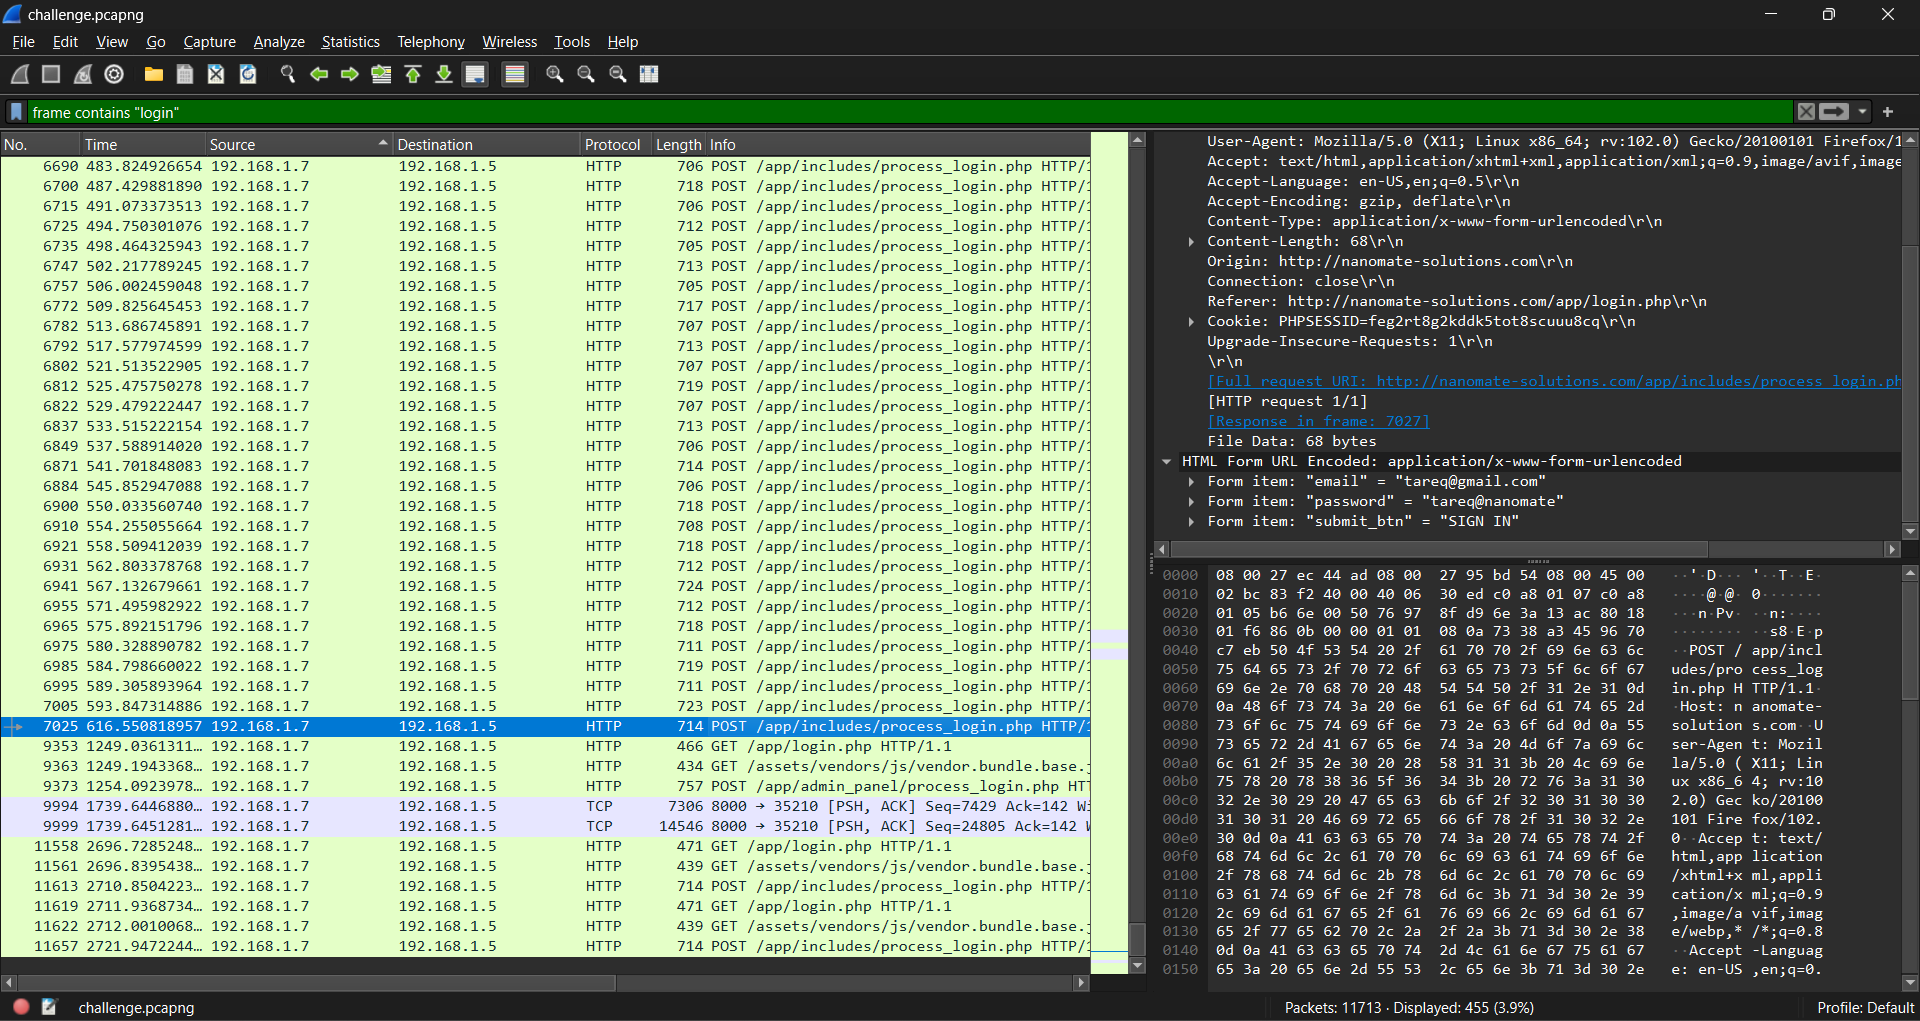 challenge.pcapng
File Edit View Go Capture Analyze Statistics Telephony Wireless Tools Help
frame contains "login"
No. Time Source Destination Protocol Length Info
6690 483.824926654 192.168.1.7 192.168.1.5 HTTP 706 POST /app/includes/process_login.php HTTP/1
6700 487.429881890 192.168.1.7 192.168.1.5 HTTP 718 POST /app/includes/process_login.php HTTP/1
6715 491.073373513 192.168.1.7 192.168.1.5 HTTP 706 POST /app/includes/process_login.php HTTP/1
6725 494.750301076 192.168.1.7 192.168.1.5 HTTP 712 POST /app/includes/process_login.php HTTP/1
6735 498.464325943 192.168.1.7 192.168.1.5 HTTP 705 POST /app/includes/process_login.php HTTP/1
6747 502.217789245 192.168.1.7 192.168.1.5 HTTP 713 POST /app/includes/process_login.php HTTP/1
6757 506.002459048 192.168.1.7 192.168.1.5 HTTP 705 POST /app/includes/process_login.php HTTP/1
6772 509.825645453 192.168.1.7 192.168.1.5 HTTP 717 POST /app/includes/process_login.php HTTP/1
6782 513.686745891 192.168.1.7 192.168.1.5 HTTP 707 POST /app/includes/process_login.php HTTP/1
6792 517.577974599 192.168.1.7 192.168.1.5 HTTP 713 POST /app/includes/process_login.php HTTP/1
6802 521.513522905 192.168.1.7 192.168.1.5 HTTP 707 POST /app/includes/process_login.php HTTP/1
6812 525.475750278 192.168.1.7 192.168.1.5 HTTP 719 POST /app/includes/process_login.php HTTP/1
6822 529.479222447 192.168.1.7 192.168.1.5 HTTP 707 POST /app/includes/process_login.php HTTP/1
6837 533.515222154 192.168.1.7 192.168.1.5 HTTP 713 POST /app/includes/process_login.php HTTP/1
6849 537.588914020 192.168.1.7 192.168.1.5 HTTP 706 POST /app/includes/process_login.php HTTP/1
6871 541.701848083 192.168.1.7 192.168.1.5 HTTP 714 POST /app/includes/process_login.php HTTP/1
6884 545.852947088 192.168.1.7 192.168.1.5 HTTP 706 POST /app/includes/process_login.php HTTP/1
6900 550.033560740 192.168.1.7 192.168.1.5 HTTP 718 POST /app/includes/process_login.php HTTP/1
6910 554.255055664 192.168.1.7 192.168.1.5 HTTP 708 POST /app/includes/process_login.php HTTP/1
6921 558.509412039 192.168.1.7 192.168.1.5 HTTP 718 POST /app/includes/process_login.php HTTP/1
6931 562.803378768 192.168.1.7 192.168.1.5 HTTP 712 POST /app/includes/process_login.php HTTP/1
6941 567.132679661 192.168.1.7 192.168.1.5 HTTP 724 POST /app/includes/process_login.php HTTP/1
6955 571.495982922 192.168.1.7 192.168.1.5 HTTP 712 POST /app/includes/process_login.php HTTP/1
6965 575.892151796 192.168.1.7 192.168.1.5 HTTP 718 POST /app/includes/process_login.php HTTP/1
6975 580.328890782 192.168.1.7 192.168.1.5 HTTP 711 POST /app/includes/process_login.php HTTP/1
6985 584.798660022 192.168.1.7 192.168.1.5 HTTP 719 POST /app/includes/process_login.php HTTP/1
6995 589.305893964 192.168.1.7 192.168.1.5 HTTP 711 POST /app/includes/process_login.php HTTP/1
7005 593.847314886 192.168.1.7 192.168.1.5 HTTP 723 POST /app/includes/process_login.php HTTP/1
7025 616.550818957 192.168.1.7 192.168.1.5 HTTP 714 POST /app/includes/process_login.php HTTP/1
9353 1249.0361311… 192.168.1.7 192.168.1.5 HTTP 466 GET /app/login.php HTTP/1.1
9363 1249.1943368… 192.168.1.7 192.168.1.5 HTTP 434 GET /assets/vendors/js/vendor.bundle.base.j
9373 1254.0923978… 192.168.1.7 192.168.1.5 HTTP 757 POST /app/admin_panel/process_login.php HTT
9994 1739.6446880… 192.168.1.7 192.168.1.5 TCP 7306 8000 → 35210 [PSH, ACK] Seq=7429 Ack=142 Wi
9999 1739.6451281… 192.168.1.7 192.168.1.5 TCP 14546 8000 → 35210 [PSH, ACK] Seq=24805 Ack=142 W
11558 2696.7285248… 192.168.1.7 192.168.1.5 HTTP 471 GET /app/login.php HTTP/1.1
11561 2696.8395438… 192.168.1.7 192.168.1.5 HTTP 439 GET /assets/vendors/js/vendor.bundle.base.j
11613 2710.8504223… 192.168.1.7 192.168.1.5 HTTP 714 POST /app/includes/process_login.php HTTP/1
11619 2711.9368734… 192.168.1.7 192.168.1.5 HTTP 471 GET /app/login.php HTTP/1.1
11622 2712.0010068… 192.168.1.7 192.168.1.5 HTTP 439 GET /assets/vendors/js/vendor.bundle.base.j
11657 2721.9472244… 192.168.1.7 192.168.1.5 HTTP 714 POST /app/includes/process_login.php HTTP/1
User-Agent: Mozilla/5.0 (X11; Linux x86_64; rv:102.0) Gecko/20100101 Firefox/1
Accept: text/html,application/xhtml+xml,application/xml;q=0.9,image/avif,image
Accept-Language: en-US,en;q=0.5\r\n
Accept-Encoding: gzip, deflate\r\n
Content-Type: application/x-www-form-urlencoded\r\n
Content-Length: 68\r\n
Origin: http://nanomate-solutions.com\r\n
Connection: close\r\n
Referer: http://nanomate-solutions.com/app/login.php\r\n
Cookie: PHPSESSID=feg2rt8g2kddk5tot8scuuu8cq\r\n
Upgrade-Insecure-Requests: 1\r\n
\r\n
[Full request URI: http://nanomate-solutions.com/app/includes/process_login.ph
[HTTP request 1/1]
[Response in frame: 7027]
File Data: 68 bytes
HTML Form URL Encoded: application/x-www-form-urlencoded
Form item: "email" = "tareq@gmail.com"
Form item: "password" = "tareq@nanomate"
Form item: "submit_btn" = "SIGN IN"
0000 08 00 27 ec 44 ad 08 00 27 95 bd 54 08 00 45 00 ··'·D··· '··T··E·
0010 02 bc 83 f2 40 00 40 06 30 ed c0 a8 01 07 c0 a8 ····@·@· 0·······
0020 01 05 b6 6e 00 50 76 97 8f d9 6e 3a 13 ac 80 18 ···n·Pv· ··n:····
0030 01 f6 86 0b 00 00 01 01 08 0a 73 38 a3 45 96 70 ········ ··s8·E·p
0040 c7 eb 50 4f 53 54 20 2f 61 70 70 2f 69 6e 63 6c ··POST / app/incl
0050 75 64 65 73 2f 70 72 6f 63 65 73 73 5f 6c 6f 67 udes/pro cess_log
0060 69 6e 2e 70 68 70 20 48 54 54 50 2f 31 2e 31 0d in.php H TTP/1.1·
0070 0a 48 6f 73 74 3a 20 6e 61 6e 6f 6d 61 74 65 2d ·Host: n anomate-
0080 73 6f 6c 75 74 69 6f 6e 73 2e 63 6f 6d 0d 0a 55 solution s.com··U
0090 73 65 72 2d 41 67 65 6e 74 3a 20 4d 6f 7a 69 6c ser-Agen t: Mozil
00a0 6c 61 2f 35 2e 30 20 28 58 31 31 3b 20 4c 69 6e la/5.0 ( X11; Lin
00b0 75 78 20 78 38 36 5f 36 34 3b 20 72 76 3a 31 30 ux x86_6 4; rv:10
00c0 32 2e 30 29 20 47 65 63 6b 6f 2f 32 30 31 30 30 2.0) Gec ko/20100
00d0 31 30 31 20 46 69 72 65 66 6f 78 2f 31 30 32 2e 101 Fire fox/102.
00e0 30 0d 0a 41 63 63 65 70 74 3a 20 74 65 78 74 2f 0··Accep t: text/
00f0 68 74 6d 6c 2c 61 70 70 6c 69 63 61 74 69 6f 6e html,app lication
0100 2f 78 68 74 6d 6c 2b 78 6d 6c 2c 61 70 70 6c 69 /xhtml+x ml,appli
0110 63 61 74 69 6f 6e 2f 78 6d 6c 3b 71 3d 30 2e 39 cation/x ml;q=0.9
0120 2c 69 6d 61 67 65 2f 61 76 69 66 2c 69 6d 61 67 ,image/a vif,imag
0130 65 2f 77 65 62 70 2c 2a 2f 2a 3b 71 3d 30 2e 38 e/webp,* /*;q=0.8
0140 0d 0a 41 63 63 65 70 74 2d 4c 61 6e 67 75 61 67 ··Accept -Languag
0150 65 3a 20 65 6e 2d 55 53 2c 65 6e 3b 71 3d 30 2e e: en-US ,en;q=0.
challenge.pcapng Packets: 11713 · Displayed: 455 (3.9%) Profile: Default